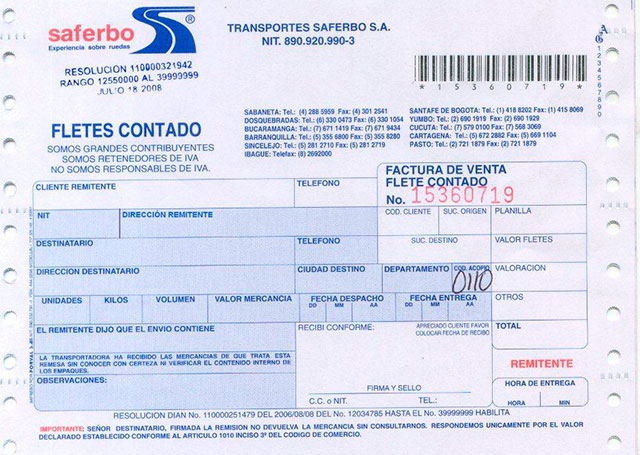 saferbo ®
Experiencia sobre ruedas
TRANSPORTES SAFERBO S.A.
NIT. 890.920.990-3
RESOLUCION 110000321942
RANGO 12550000 AL 39999999
JULIO 18 2008
*15360719*
FLETES CONTADO
SOMOS GRANDES CONTRIBUYENTES
SOMOS RETENEDORES DE IVA
NO SOMOS RESPONSABLES DE IVA.
SABANETA: Tel.: (4) 288 5959 Fax: (4) 301 2541
DOSQUEBRADAS: Tel.: (6) 330 0473 Fax: (6) 330 1054
BUCARAMANGA: Tel.: (7) 671 1419 Fax: (7) 671 9434
BARRANQUILLA: Tel.: (5) 355 6800 Fax: (5) 355 8280
SINCELEJO: Tel.: (5) 281 2710 Fax: (5) 281 2719
IBAGUE: Telfax: (8) 2692000
SANTAFE DE BOGOTA: Tel.: (1) 418 8202 Fax: (1) 415 8069
YUMBO: Tel.: (2) 690 1919 Fax: (2) 690 1929
CUCUTA: Tel.: (7) 579 0100 Fax: (7) 568 3069
CARTAGENA: Tel.: (5) 672 2882 Fax: (5) 669 1104
PASTO: Tel.: (2) 721 1879 Fax: (2) 721 1879
FACTURA DE VENTA
FLETE CONTADO
No. 15360719
CLIENTE REMITENTE TELEFONO
NIT DIRECCIÓN REMITENTE COD. CLIENTE SUC. ORIGEN PLANILLA
DESTINATARIO TELEFONO SUC. DESTINO VALOR FLETES
DIRECCION DESTINATARIO CIUDAD DESTINO DEPARTAMENTO COD. ACOPIO VALORACION
0110
UNIDADES KILOS VOLUMEN VALOR MERCANCIA FECHA DESPACHO FECHA ENTREGA OTROS
DD MM AA DD MM AA
EL REMITENTE DIJO QUE EL ENVIO CONTIENE RECIBI CONFORME: APRECIADO CLIENTE FAVOR
COLOCAR FECHA DE RECIBO
TOTAL
LA TRANSPORTADORA HA RECIBIDO LAS MERCANCIAS DE QUE TRATA ESTA
REMESA SIN CONOCER CON CERTEZA NI VERIFICAR EL CONTENIDO INTERNO DE
LOS EMPAQUES.
REMITENTE
OBSERVACIONES:
FIRMA Y SELLO
C.C. o NIT. TEL.:
HORA DE ENTREGA
HORA MIN
RESOLUCION DIAN No. 110000251479 DEL 2006/08/08 DEL No. 12034785 HASTA EL No. 39999999 HABILITA
IMPORTANTE: SEÑOR DESTINATARIO, FIRMADA LA REMISION NO DEVUELVA LA MERCANCIA SIN CONSULTARNOS. RESPONDEMOS UNICAMENTE POR EL VALOR
DECLARADO ESTABLECIDO CONFORME AL ARTICULO 1010 INCISO 3º DEL CODIGO DE COMERCIO.